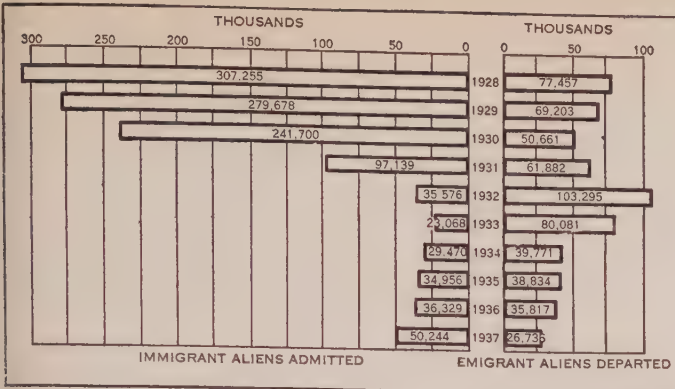 THOUSANDS THOUSANDS
300 250 200 150 100 50 0 0 50 100
307.255 1928 77,457
279,678 1929 69,203
241,700 1930 50,661
97,139 1931 61,882
35 576 1932 103,295
23,068 1933 80,081
29.470 1934 39,771
34,956 1935 38,834
36,329 1936 35,817
50,244 1937 26,736
IMMIGRANT ALIENS ADMITTED EMIGRANT ALIENS DEPARTED